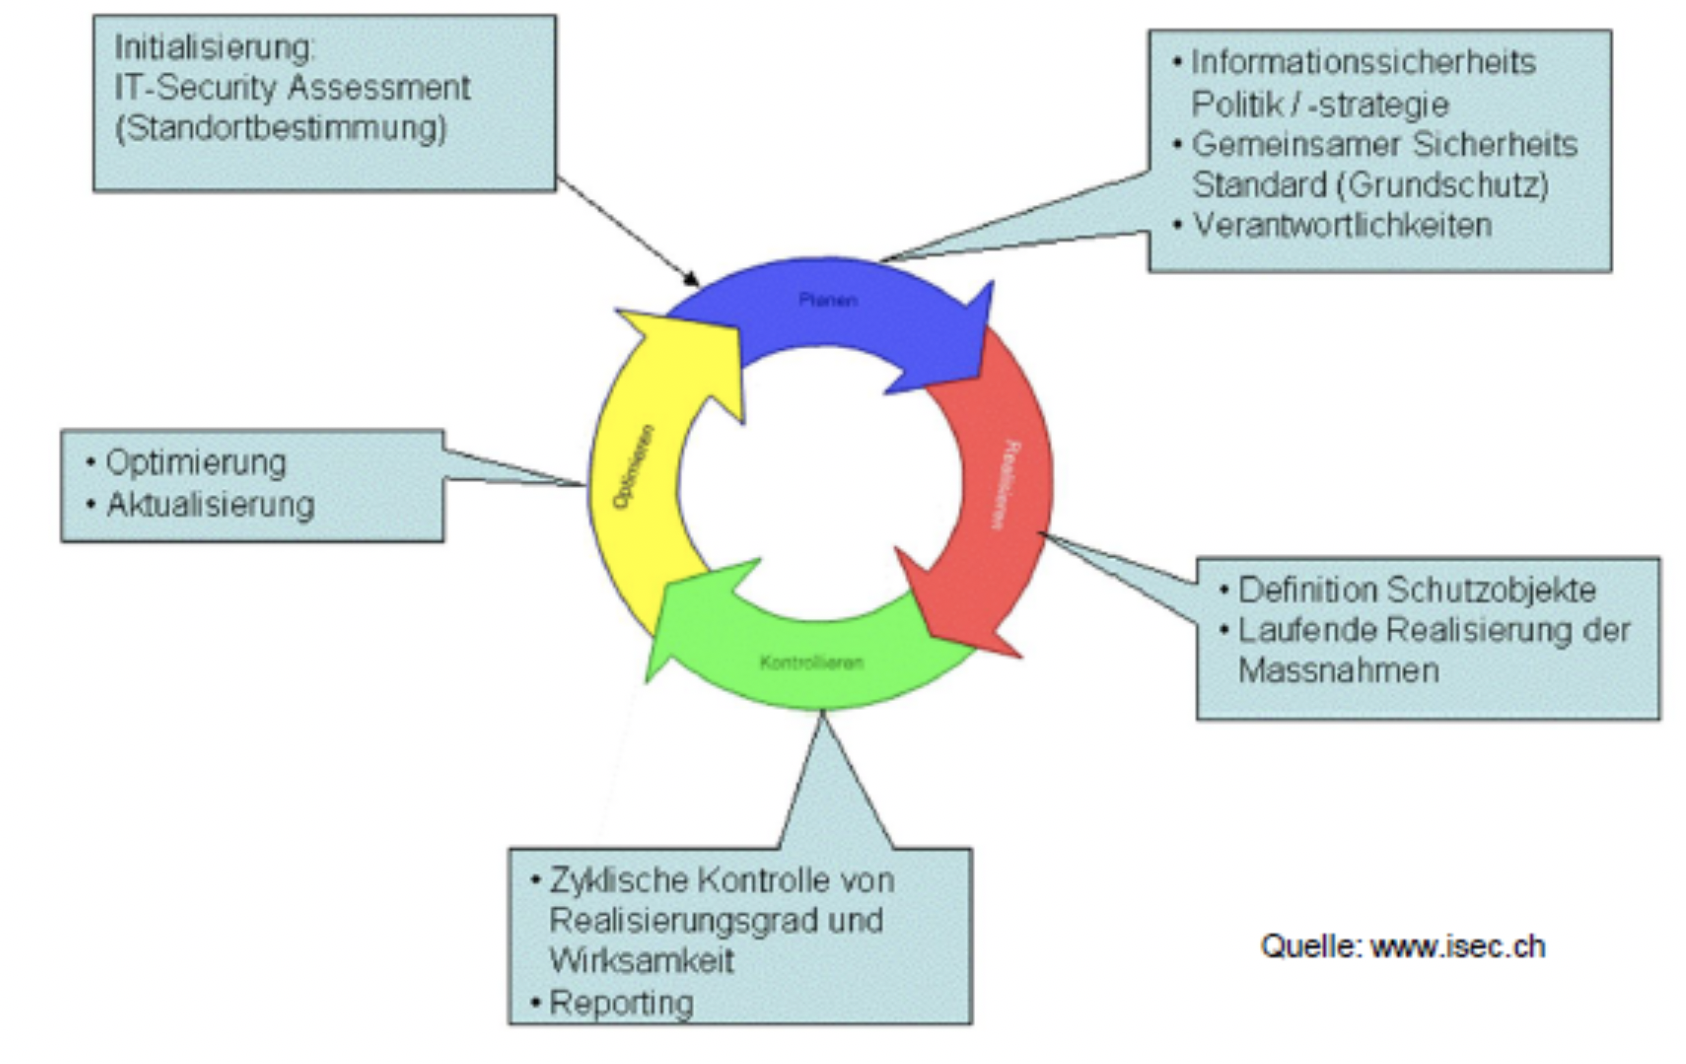 Initialisierung:
IT-Security Assessment
(Standortbestimmung)
• Informationssicherheits
Politik / -strategie
• Gemeinsamer Sicherheits
Standard (Grundschutz)
• Verantwortlichkeiten
Planen
Realisieren
Optimieren
Kontrollieren
• Optimierung
• Aktualisierung
• Definition Schutzobjekte
• Laufende Realisierung der
Massnahmen
• Zyklische Kontrolle von
Realisierungsgrad und
Wirksamkeit
• Reporting
Quelle: www.isec.ch